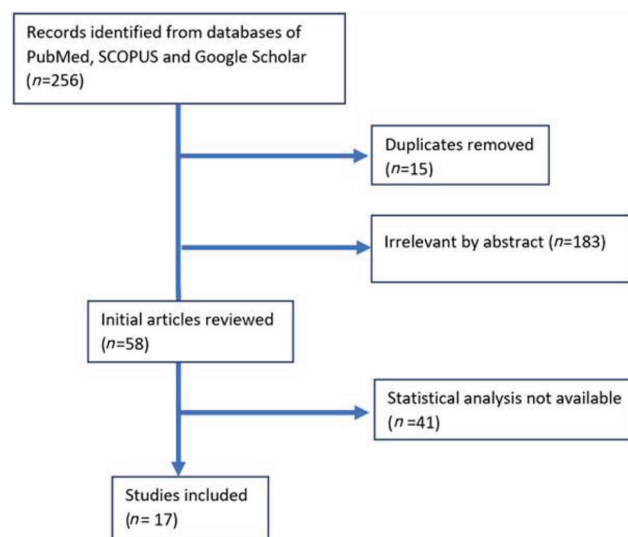 Records identified from databases of
PubMed, SCOPUS and Google Scholar
(n=256)
Duplicates removed
(n=15)
Irrelevant by abstract (n=183)
Initial articles reviewed
(n=58)
Statistical analysis not available
(n=41)
Studies included
(n= 17)